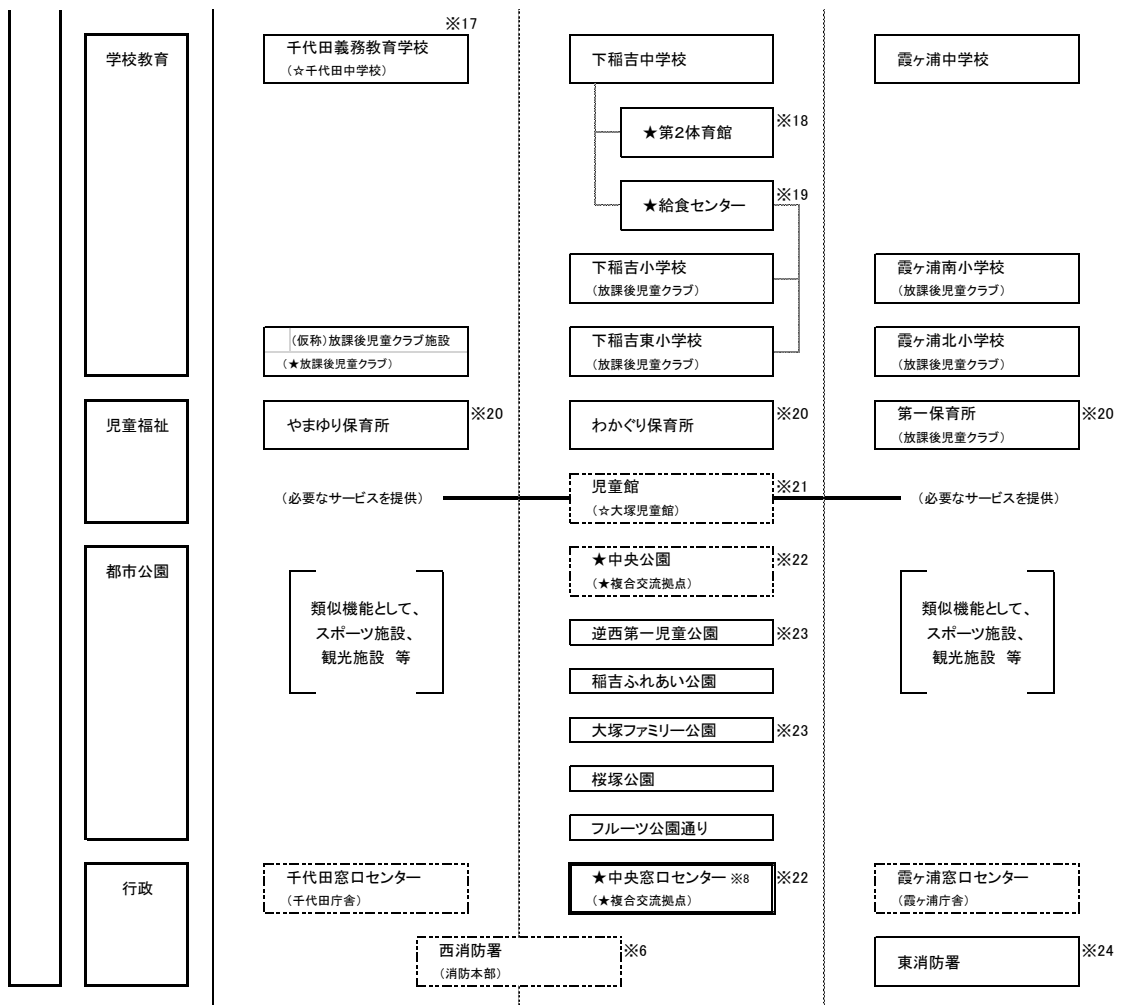 ※17
学校教育
千代田義務教育学校
(☆千代田中学校)
下稲吉中学校
霞ヶ浦中学校
★第2体育館
※18
★給食センター
※19
下稲吉小学校
(放課後児童クラブ)
霞ヶ浦南小学校
(放課後児童クラブ)
(仮称)放課後児童クラブ施設
(★放課後児童クラブ)
下稲吉東小学校
(放課後児童クラブ)
霞ヶ浦北小学校
(放課後児童クラブ)
児童福祉
やまゆり保育所
※20
わかぐり保育所
※20
第一保育所
(放課後児童クラブ)
※20
(必要なサービスを提供)
児童館
(☆大塚児童館)
※21
(必要なサービスを提供)
都市公園
★中央公園
(★複合交流拠点)
※22
類似機能として、
スポーツ施設、
観光施設 等
類似機能として、
スポーツ施設、
観光施設 等
逆西第一児童公園
※23
稲吉ふれあい公園
大塚ファミリー公園
※23
桜塚公園
フルーツ公園通り
行政
千代田窓口センター
(千代田庁舎)
★中央窓口センター ※8
(★複合交流拠点)
※22
霞ヶ浦窓口センター
(霞ヶ浦庁舎)
西消防署
(消防本部)
※6
東消防署
※24